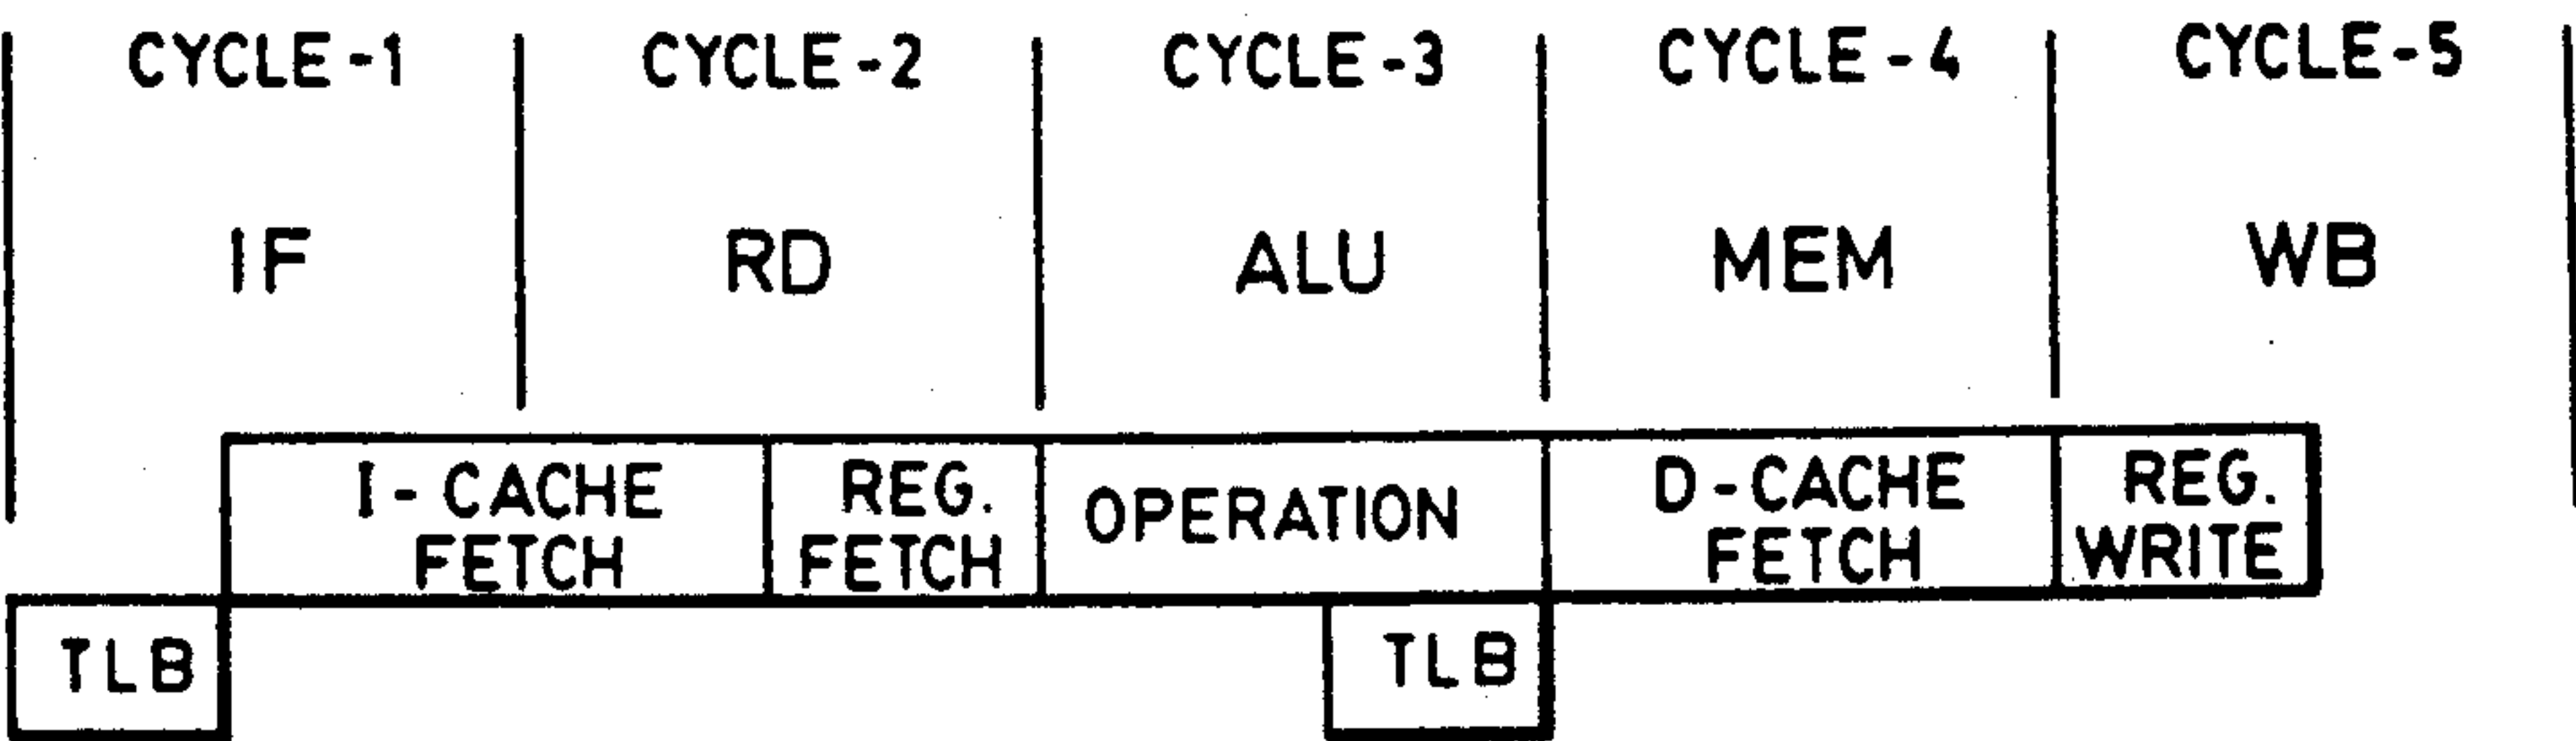 CYCLE-1 CYCLE-2 CYCLE-3 CYCLE-4 CYCLE-5
IF RD ALU MEM WB
I-CACHE REG. OPERATION D-CACHE REG.
FETCH FETCH FETCH WRITE
TLB TLB